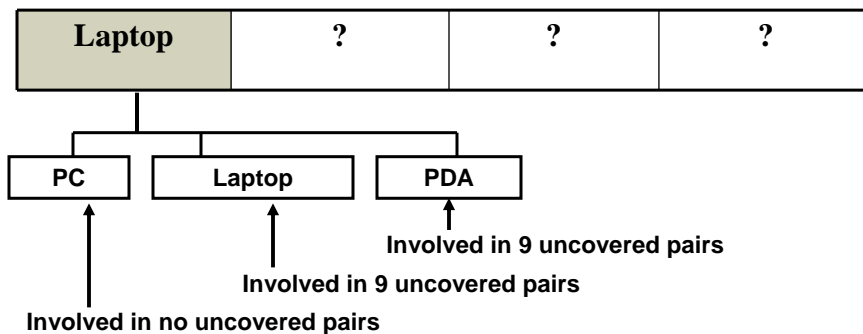 Laptop ? ? ?
PC Laptop PDA
Involved in 9 uncovered pairs
Involved in 9 uncovered pairs
Involved in no uncovered pairs